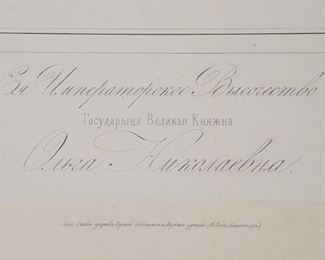 Ея Императорское Высочество
Государыня Великая Княжна
Ольга Николаевна.